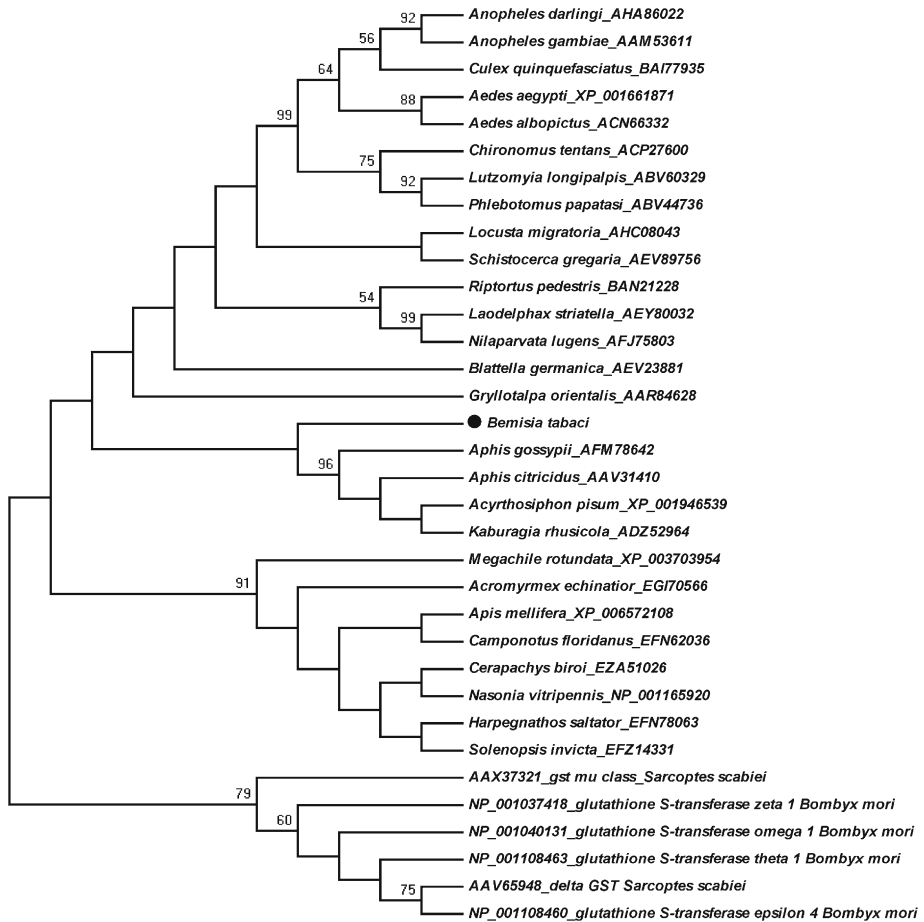 92
Anopheles darlingi_AHA86022
56
Anopheles gambiae_AAM53611
64
Culex quinquefasciatus_BAI77935
88
Aedes aegypti_XP_001661871
99
Aedes albopictus_ACN66332
75
Chironomus tentans_ACP27600
92
Lutzomyia longipalpis_ABV60329
Phlebotomus papatasi_ABV44736
Locusta migratoria_AHC08043
Schistocerca gregaria_AEV89756
54
Riptortus pedestris_BAN21228
99
Laodelphax striatella_AEY80032
Nilaparvata lugens_AFJ75803
Blattella germanica_AEV23881
Gryllotalpa orientalis_AAR84628
Bemisia tabaci
96
Aphis gossypii_AFM78642
Aphis citricidus_AAV31410
Acyrthosiphon pisum_XP_001946539
Kaburagia rhusicola_ADZ52964
91
Megachile rotundata_XP_003703954
Acromyrmex echinatior_EGI70566
Apis mellifera_XP_006572108
Camponotus floridanus_EFN62036
Cerapachys biroi_EZA51026
Nasonia vitripennis_NP_001165920
Harpegnathos saltator_EFN78063
Solenopsis invicta_EFZ14331
79
AAX37321_gst mu class_Sarcoptes scabiei
60
NP_001037418_glutathione S-transferase zeta 1 Bombyx mori
NP_001040131_glutathione S-transferase omega 1 Bombyx mori
NP_001108463_glutathione S-transferase theta 1 Bombyx mori
75
AAV65948_delta GST Sarcoptes scabiei
NP_001108460_glutathione S-transferase epsilon 4 Bombyx mori